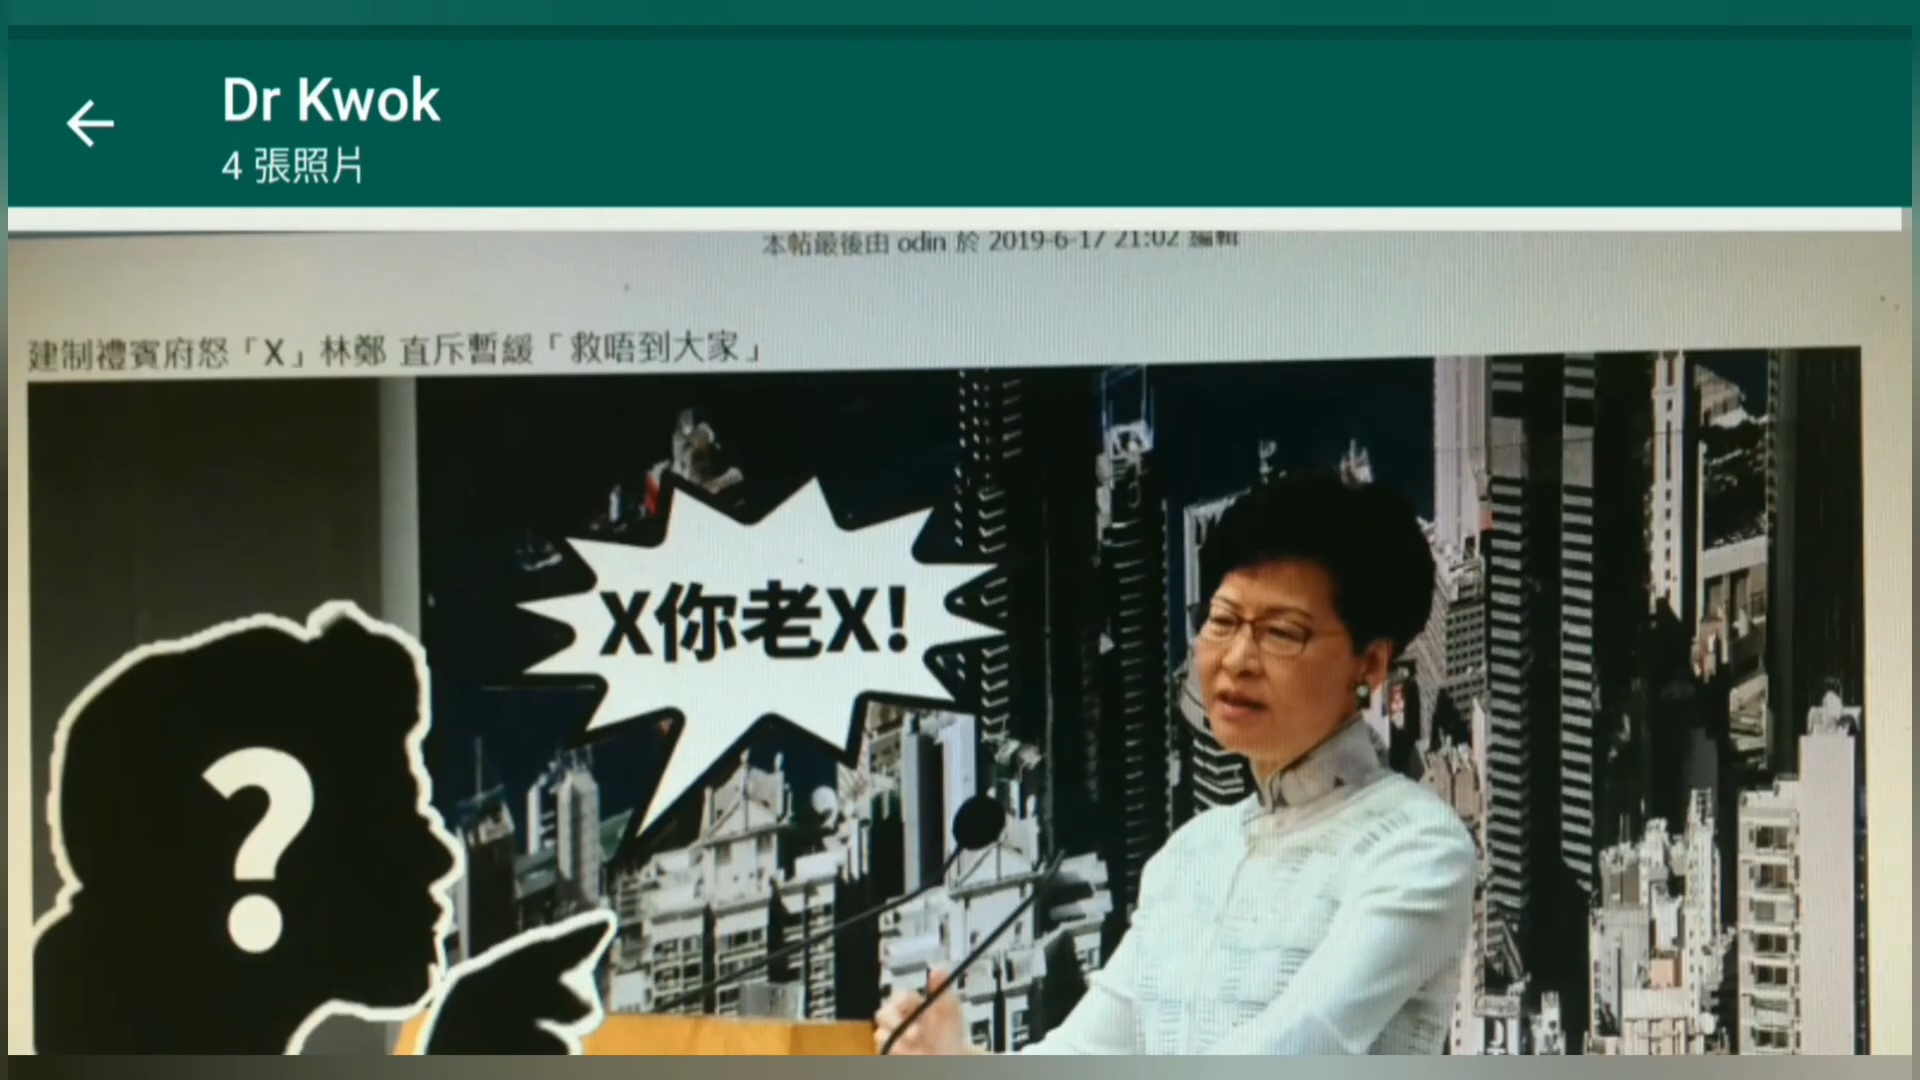 Dr Kwok
4 張照片
本帖最後由 odin 於 2019-6-17 21:02 編輯
建制禮賓府怒「X」林鄭 直斥暫緩「救唔到大家」
X你老X!
?